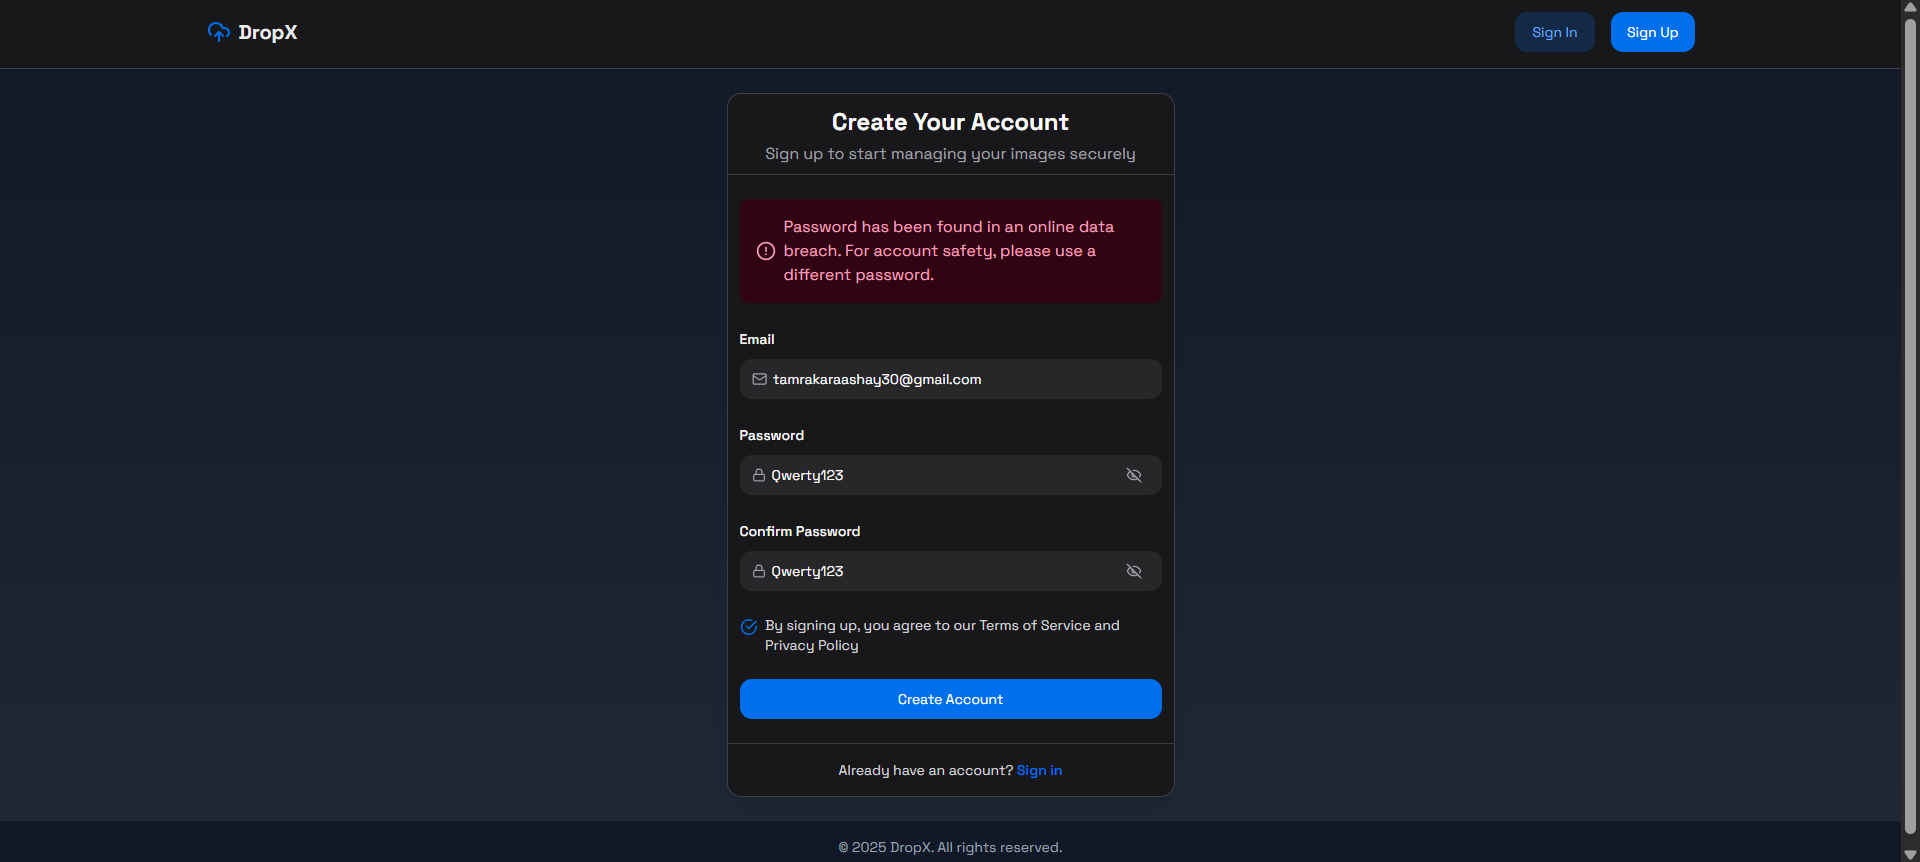 DropX
Sign In
Sign Up
Create Your Account
Sign up to start managing your images securely
Password has been found in an online data
breach. For account safety, please use a
different password.
Email
tamrakaraashay30@gmail.com
Password
Qwerty123
Confirm Password
Qwerty123
By signing up, you agree to our Terms of Service and
Privacy Policy
Create Account
Already have an account? Sign in
© 2025 DropX. All rights reserved.